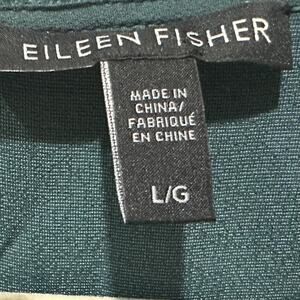 EILEEN FISHER
MADE IN
CHINA/
FABRIQUÉ
EN CHINE
L/G